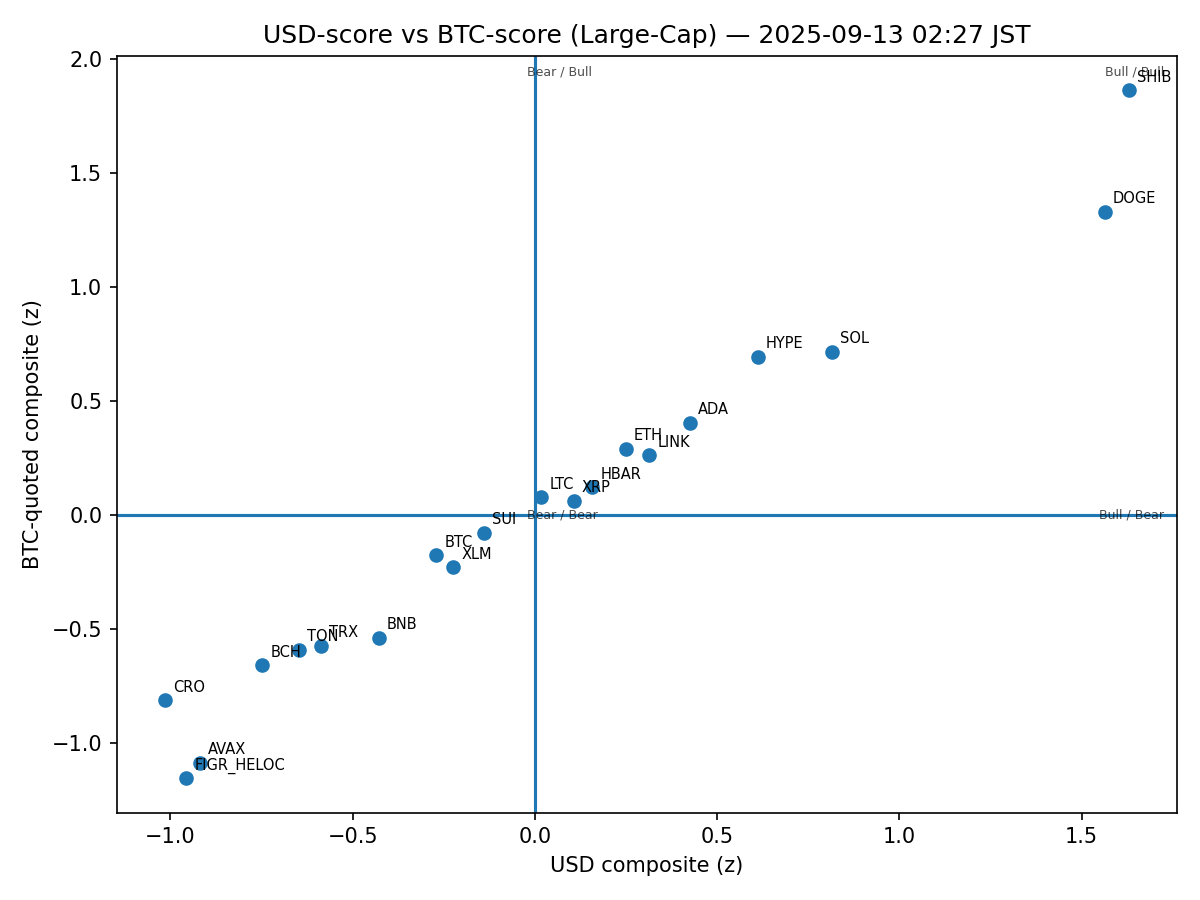 USD-score vs BTC-score (Large-Cap) — 2025-09-13 02:27 JST
2.0
Bear / Bull
Bull / Bull
SHIB
DOGE
1.5
1.0
HYPE
SOL
0.5
ADA
ETH
LINK
HBAR
LTC
XRP
0.0
Bear / Bear
Bull / Bear
SUI
BTC
XLM
−0.5
BNB
TRX
TON
BCH
CRO
−1.0
AVAX
FIGR_HELOC
−1.0
−0.5
0.0
0.5
1.0
1.5
USD composite (z)
BTC-quoted composite (z)